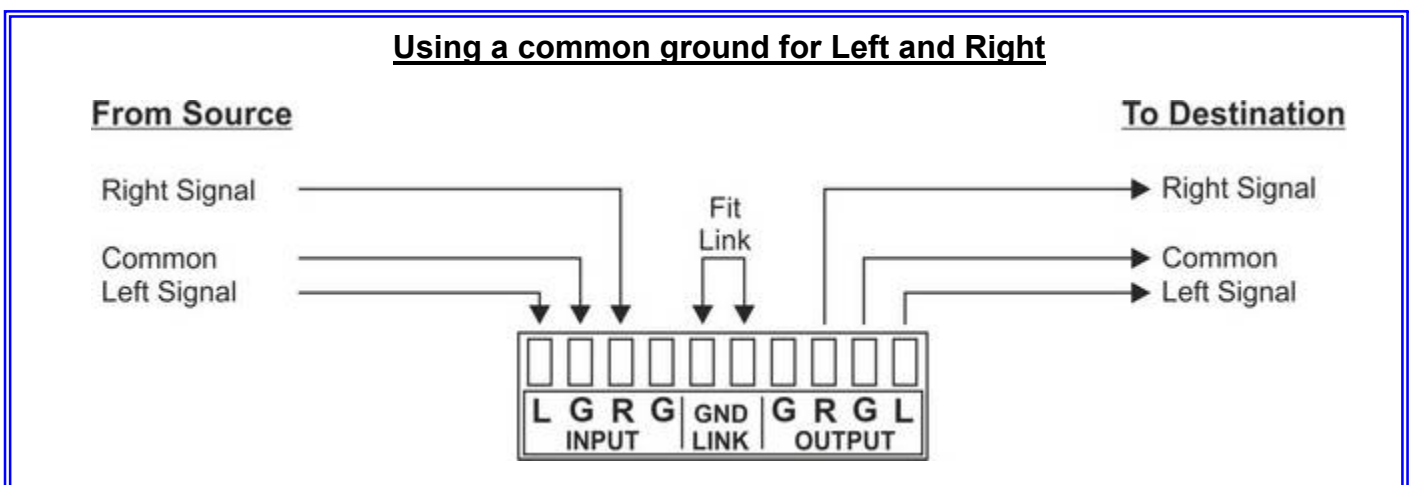 Using a common ground for Left and Right
From Source
To Destination
Right Signal
Fit
Link
Right Signal
Common
Common
Left Signal
Left Signal
L G R G GND G R G L
INPUT LINK OUTPUT